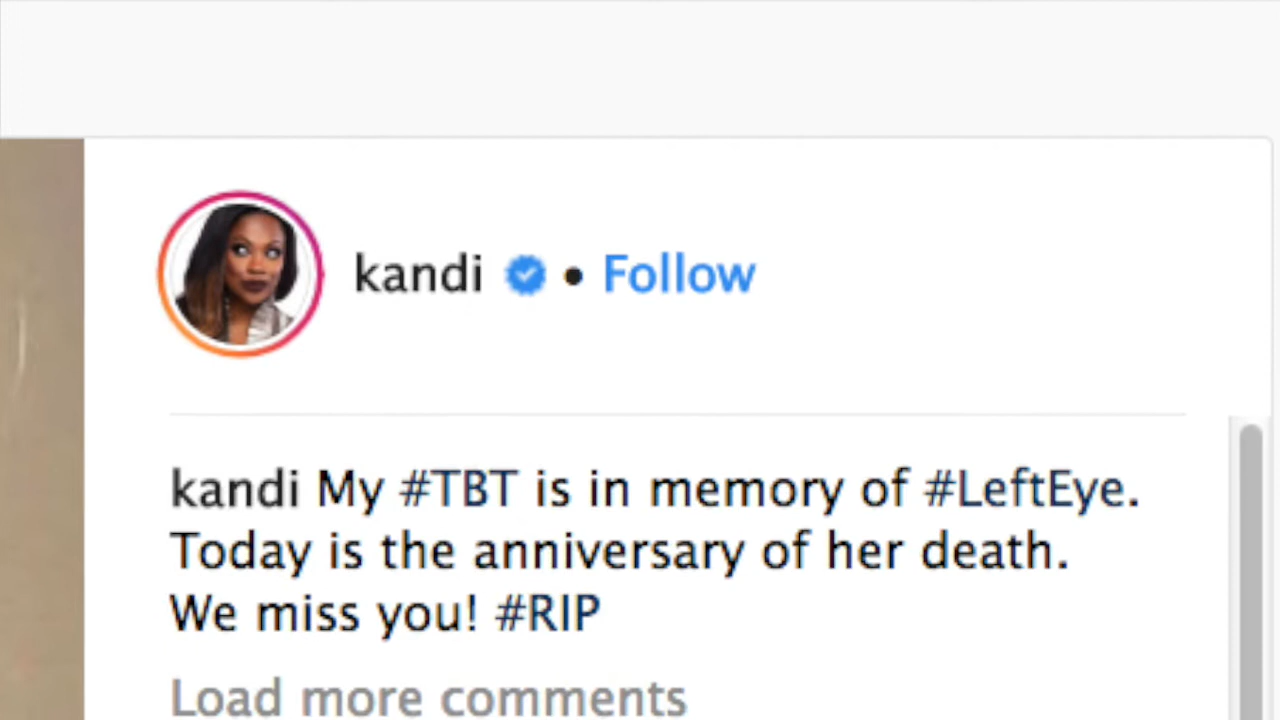 kandi • Follow
kandi My #TBT is in memory of #LeftEye.
Today is the anniversary of her death.
We miss you! #RIP
Load more comments